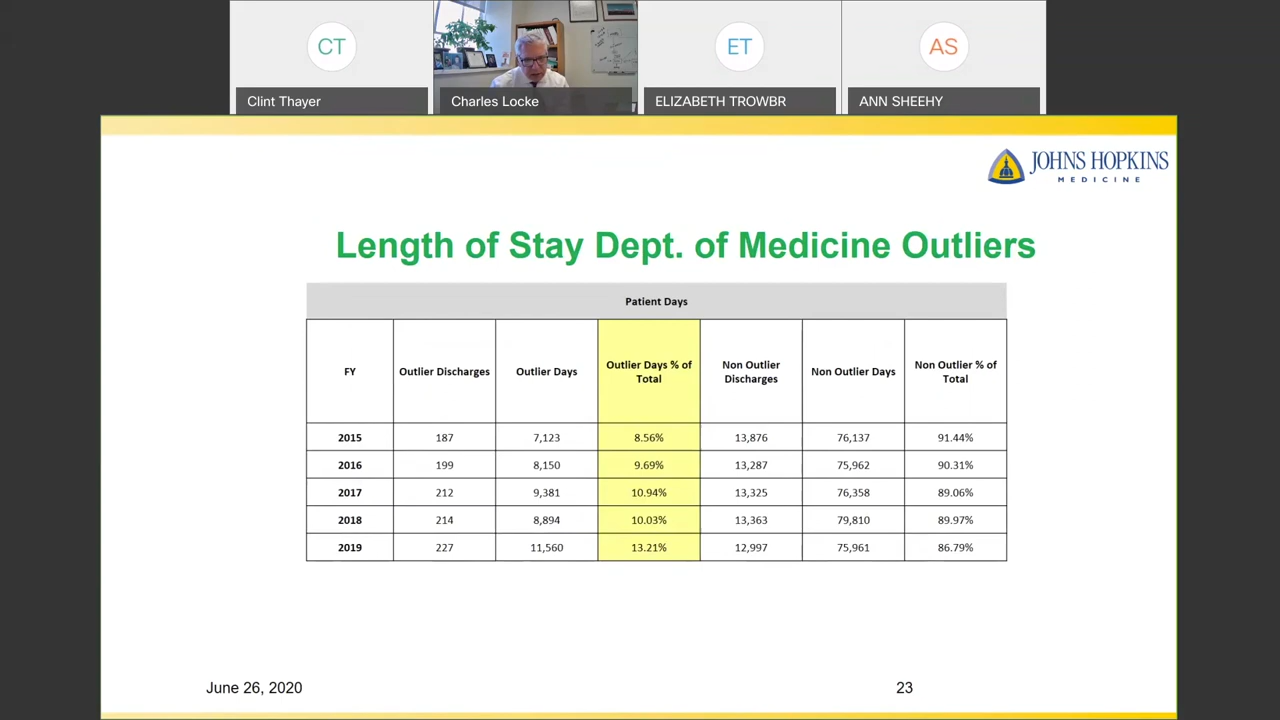 CT
ET
AS
Clint Thayer
Charles Locke
ELIZABETH TROWBR
ANN SHEEHY
JOHNS HOPKINS
MEDICINE
Length of Stay Dept. of Medicine Outliers
Patient Days
FY Outlier Discharges Outlier Days Outlier Days % of Total Non Outlier Discharges Non Outlier Days Non Outlier % of Total
2015 187 7,123 8.56% 13,876 76,137 91.44%
2016 199 8,150 9.69% 13,287 75,962 90.31%
2017 212 9,381 10.94% 13,325 76,358 89.06%
2018 214 8,894 10.03% 13,363 79,810 89.97%
2019 227 11,560 13.21% 12,997 75,961 86.79%
June 26, 2020 23